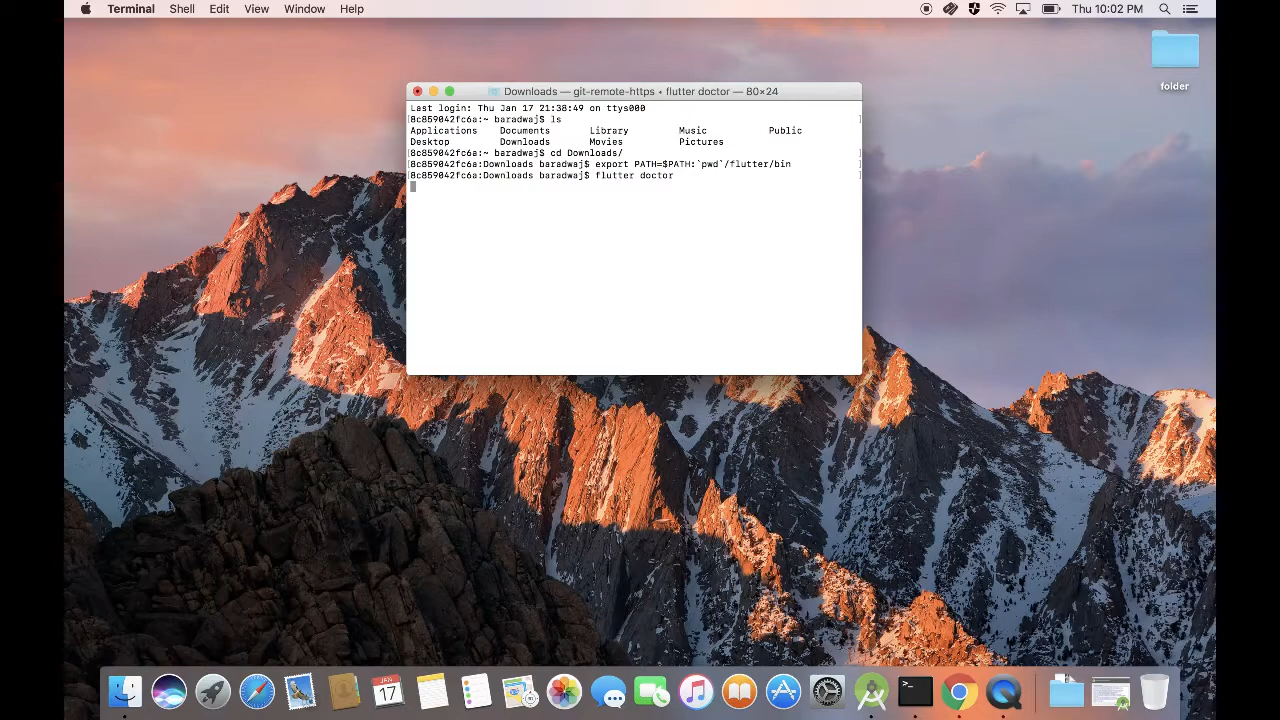 Terminal Shell Edit View Window Help Thu 10:02 PM
folder
Downloads — git-remote-https • flutter doctor — 80×24
Last login: Thu Jan 17 21:38:49 on ttys000
[8c859042fc6a:~ baradwaj$ ls ]
Applications Documents Library Music Public
Desktop Downloads Movies Pictures
[8c859042fc6a:~ baradwaj$ cd Downloads/ ]
[8c859042fc6a:Downloads baradwaj$ export PATH=$PATH:`pwd`/flutter/bin ]
[8c859042fc6a:Downloads baradwaj$ flutter doctor ]
JAN
17
>_